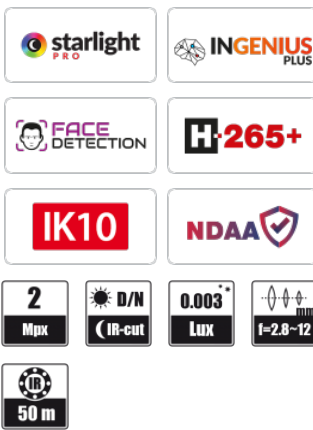 starlight
PRO
INGENIUS
PLUS
FACE
DETECTION
H.265+
IK10
NDAA
2
Mpx
D/N
IR-cut
0.003
Lux
mm
f=2.8~12
IR
50 m